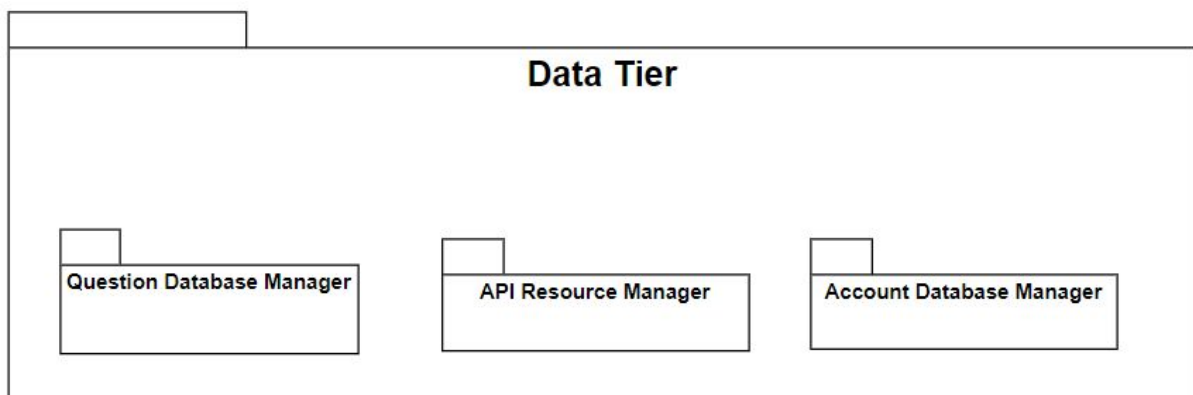 Data Tier
Question Database Manager
API Resource Manager
Account Database Manager